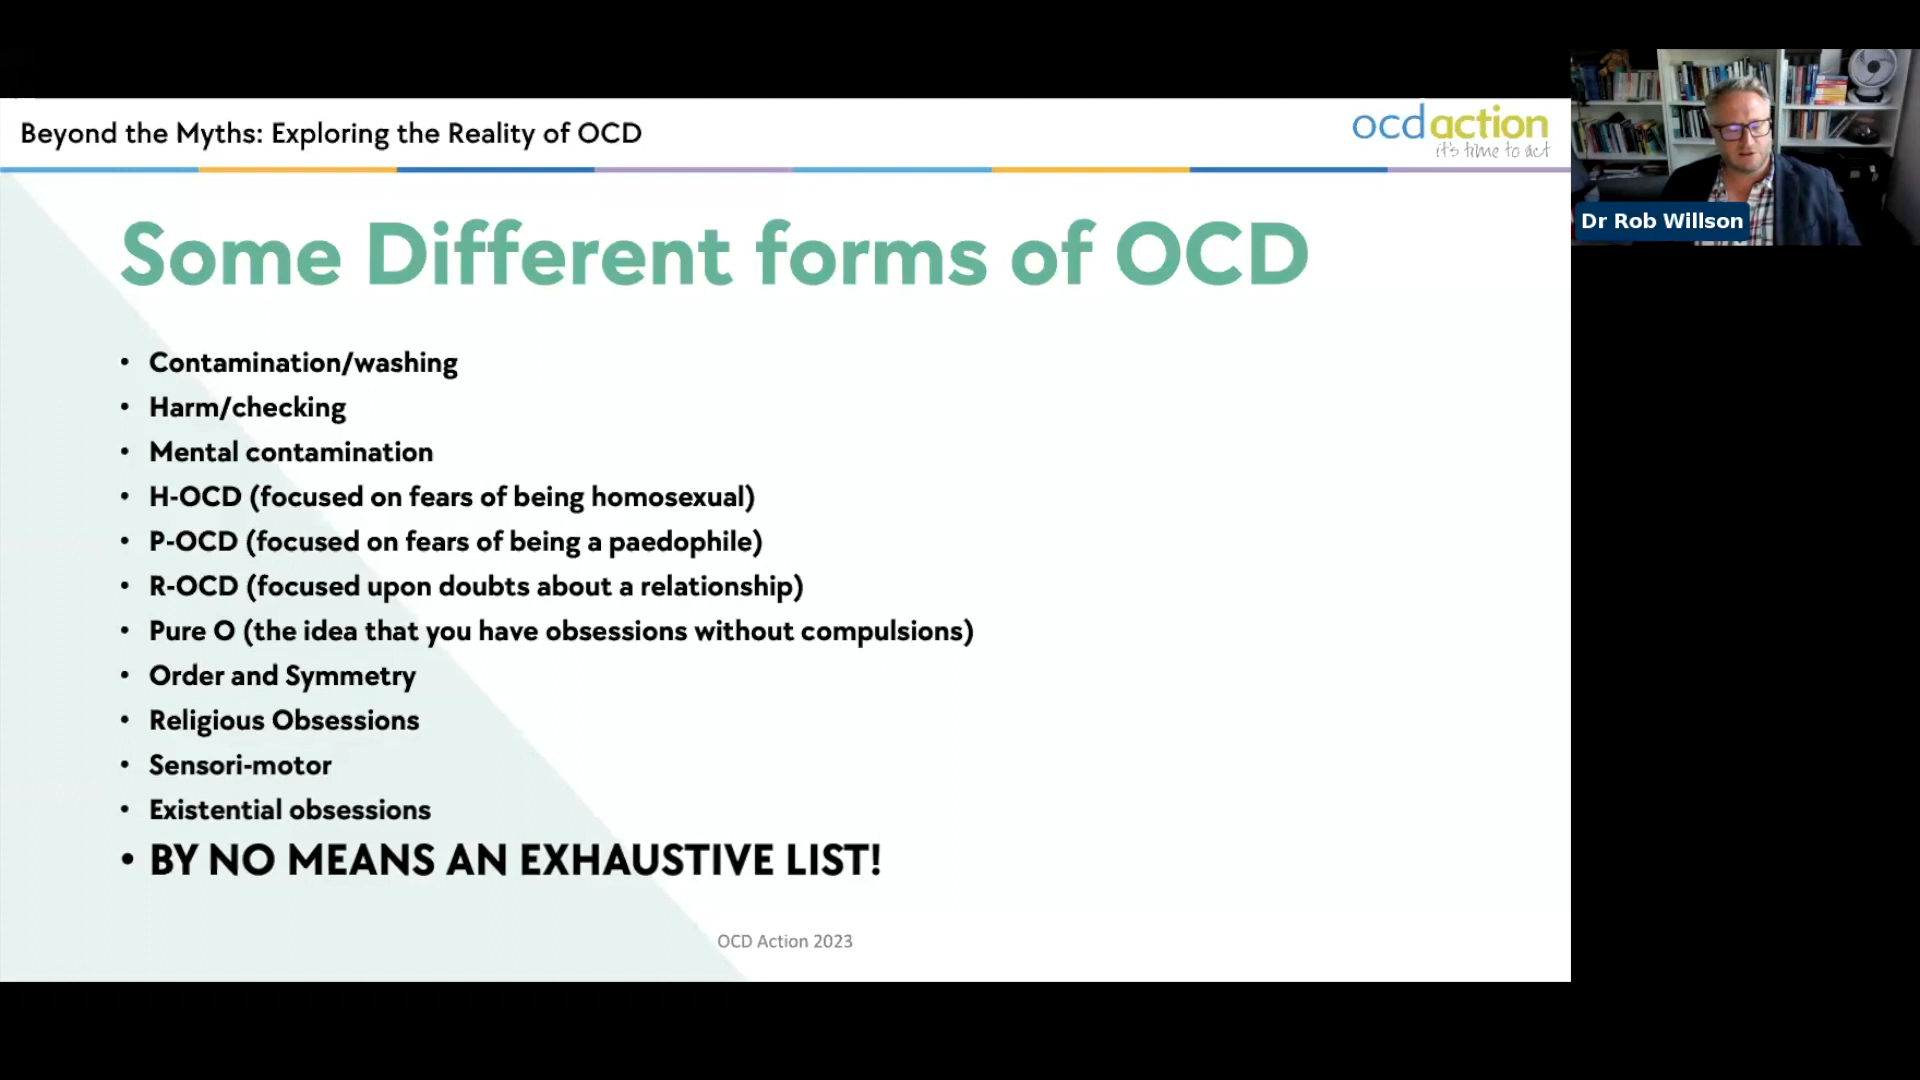 Beyond the Myths: Exploring the Reality of OCD
ocdaction
it's time to act
Dr Rob Willson
Some Different forms of OCD
• Contamination/washing
• Harm/checking
• Mental contamination
• H-OCD (focused on fears of being homosexual)
• P-OCD (focused on fears of being a paedophile)
• R-OCD (focused upon doubts about a relationship)
• Pure O (the idea that you have obsessions without compulsions)
• Order and Symmetry
• Religious Obsessions
• Sensori-motor
• Existential obsessions
• BY NO MEANS AN EXHAUSTIVE LIST!
OCD Action 2023